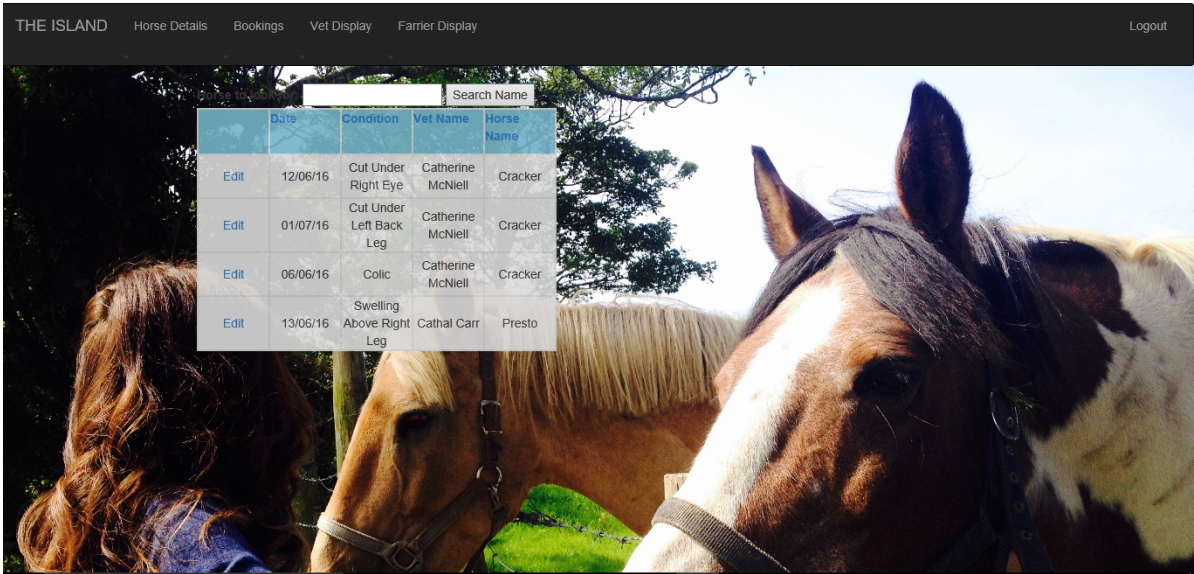 THE ISLAND Horse Details Bookings Vet Display Farrier Display Logout
Search Name
Date Condition Vet Name Horse
Name
Edit 12/06/16 Cut Under
Right Eye Catherine
McNiell Cracker
Edit 01/07/16 Cut Under
Left Back
Leg Catherine
McNiell Cracker
Edit 06/06/16 Colic Catherine
McNiell Cracker
Edit 13/06/16 Swelling
Above Right
Leg Cathal Carr Presto